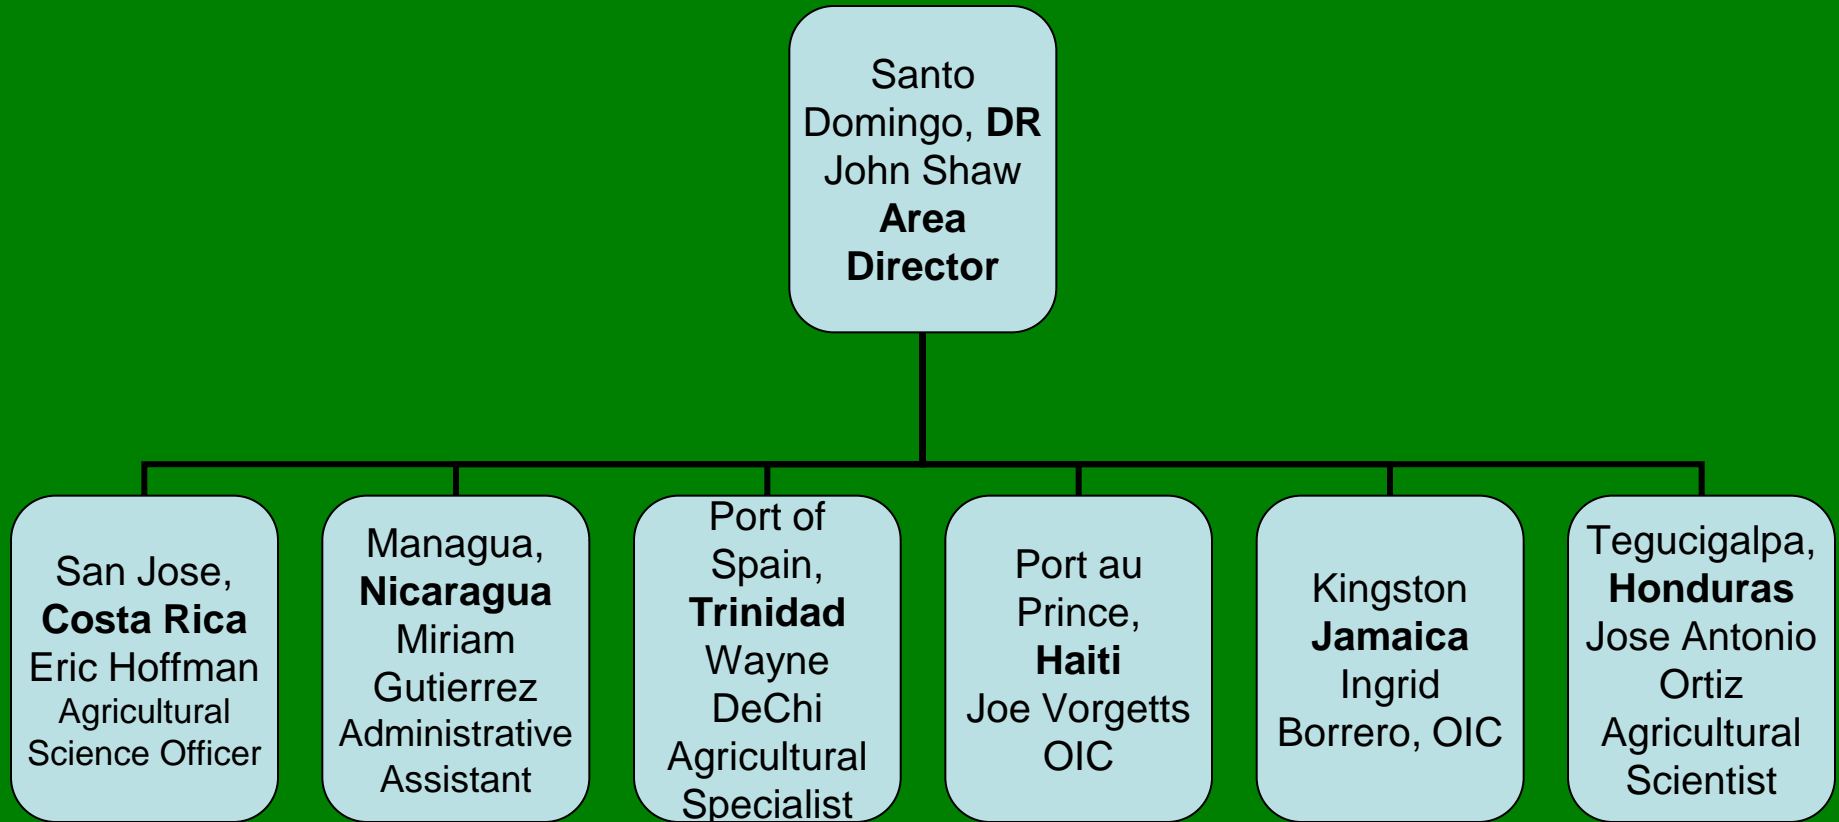 Santo
Domingo, DR
John Shaw
Area
Director
San Jose,
Costa Rica
Eric Hoffman
Agricultural
Science Officer
Managua,
Nicaragua
Miriam
Gutierrez
Administrative
Assistant
Port of
Spain,
Trinidad
Wayne
DeChi
Agricultural
Specialist
Port au
Prince,
Haiti
Joe Vorgetts
OIC
Kingston
Jamaica
Ingrid
Borrero, OIC
Tegucigalpa,
Honduras
Jose Antonio
Ortiz
Agricultural
Scientist